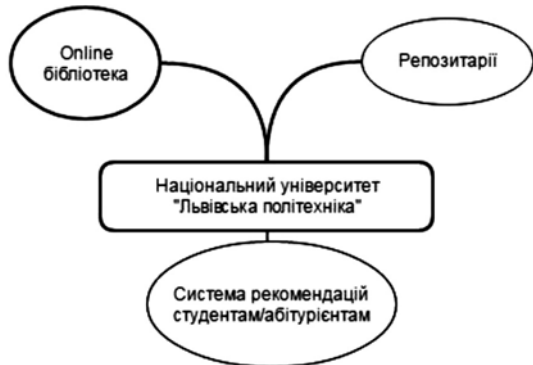 Online
бібліотека
Репозитарії
Національний університет
"Львівська політехніка"
Система рекомендацій
студентам/абітурієнтам